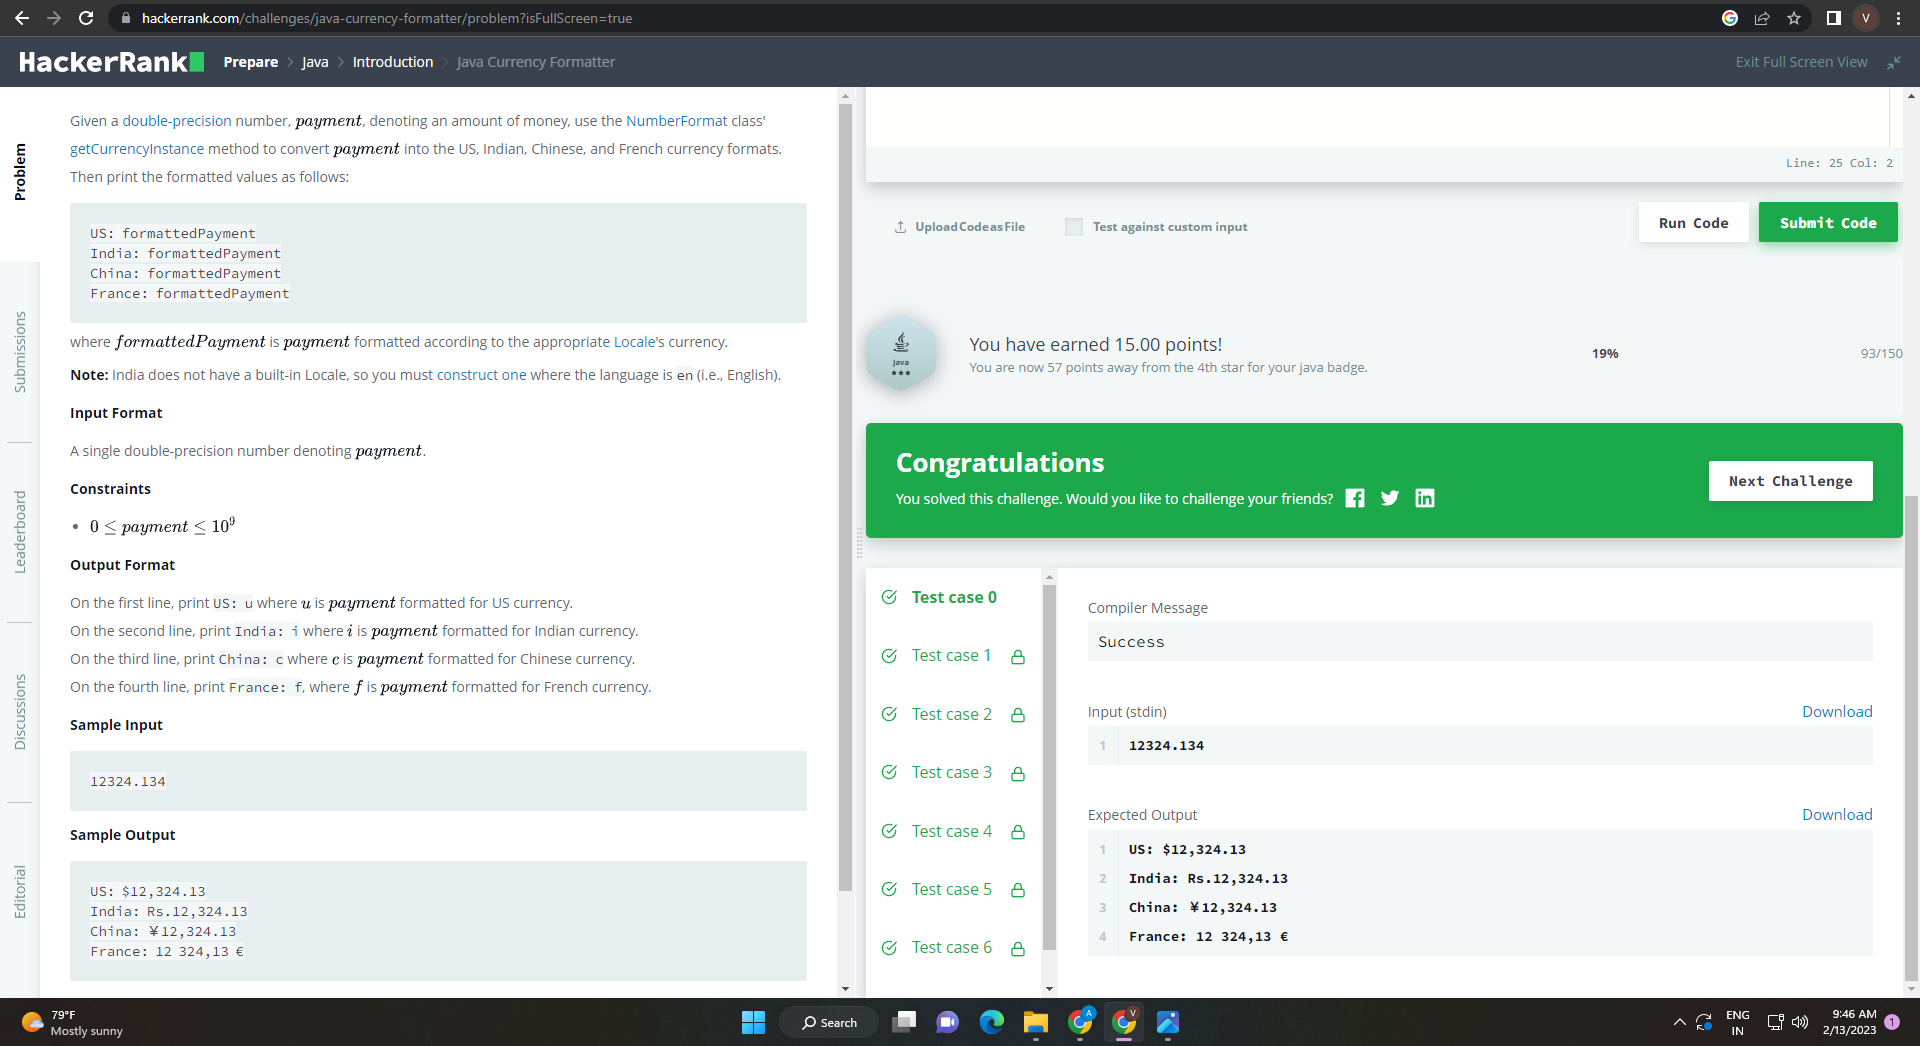 hackerrank.com/challenges/java-currency-formatter/problem?isFullScreen=true
V
HackerRank
Prepare > Java > Introduction > Java Currency Formatter
Exit Full Screen View
Problem
Submissions
Leaderboard
Discussions
Editorial
Given a double-precision number, payment, denoting an amount of money, use the NumberFormat class'
getCurrencyInstance method to convert payment into the US, Indian, Chinese, and French currency formats.
Then print the formatted values as follows:
US: formattedPayment
India: formattedPayment
China: formattedPayment
France: formattedPayment
where formattedPayment is payment formatted according to the appropriate Locale's currency.
Note: India does not have a built-in Locale, so you must construct one where the language is en (i.e., English).
Input Format
A single double-precision number denoting payment.
Constraints
• 0 ≤ payment ≤ 10⁹
Output Format
On the first line, print US: u where u is payment formatted for US currency.
On the second line, print India: i where i is payment formatted for Indian currency.
On the third line, print China: c where c is payment formatted for Chinese currency.
On the fourth line, print France: f, where f is payment formatted for French currency.
Sample Input
12324.134
Sample Output
US: $12,324.13
India: Rs.12,324.13
China: ￥12,324.13
France: 12 324,13 €
Line: 25 Col: 2
Upload Code as File
Test against custom input
Run Code
Submit Code
Java
You have earned 15.00 points!
You are now 57 points away from the 4th star for your java badge.
19%
93/150
Congratulations
You solved this challenge. Would you like to challenge your friends?
Next Challenge
Test case 0
Test case 1
Test case 2
Test case 3
Test case 4
Test case 5
Test case 6
Compiler Message
Success
Input (stdin)
Download
1 12324.134
Expected Output
Download
1 US: $12,324.13
2 India: Rs.12,324.13
3 China: ￥12,324.13
4 France: 12 324,13 €
79°F
Mostly sunny
Search
A
V
ENG
IN
9:46 AM
2/13/2023
1